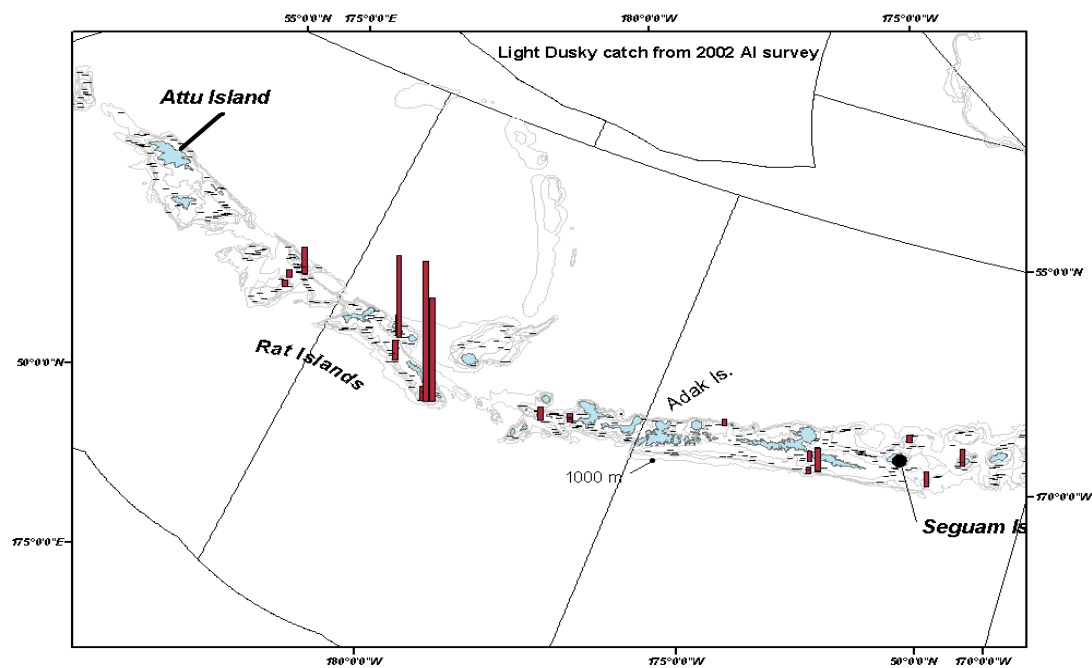 55°0'0"N 175°0'0"E 180°0'0"W 175°0'0"W
Light Dusky catch from 2002 AI survey
Attu Island
55°0'0"N
Rat Islands
50°0'0"W
Adak Is.
1000 m
170°0'0"W
Seguam Is
175°0'0"E
180°0'0"W 175°0'0"W 50°0'0"N 170°0'0"W